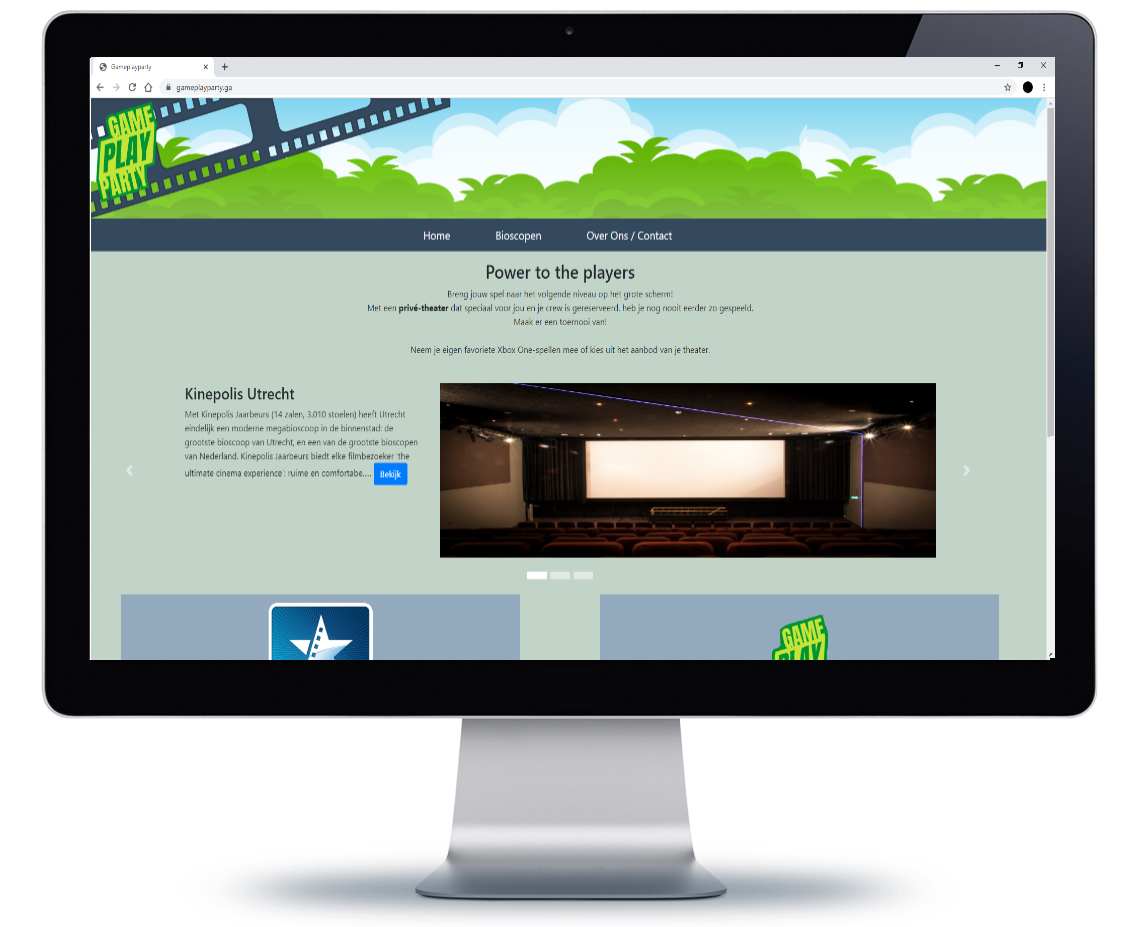 Gameplayparty
gameplayparty.ga
GAME
PLAY
PARTY
Home Bioscopen Over Ons / Contact
Power to the players
Breng jouw spel naar het volgende niveau op het grote scherm!
Met een privé-theater dat speciaal voor jou en je crew is gereserveerd, heb je nog nooit eerder zo gespeeld.
Maak er een toernooi van!
Neem je eigen favoriete Xbox One-spellen mee of kies uit het aanbod van je theater.
Kinepolis Utrecht
Met Kinepolis Jaarbeurs (14 zalen, 3.010 stoelen) heeft Utrecht
eindelijk een moderne megabioscoop in de binnenstad: de
grootste bioscoop van Utrecht, en een van de grootste bioscopen
van Nederland. Kinepolis Jaarbeurs biedt elke filmbezoeker 'the
ultimate cinema experience': ruime en comfortabe.... Bekijk
GAME
PLAY